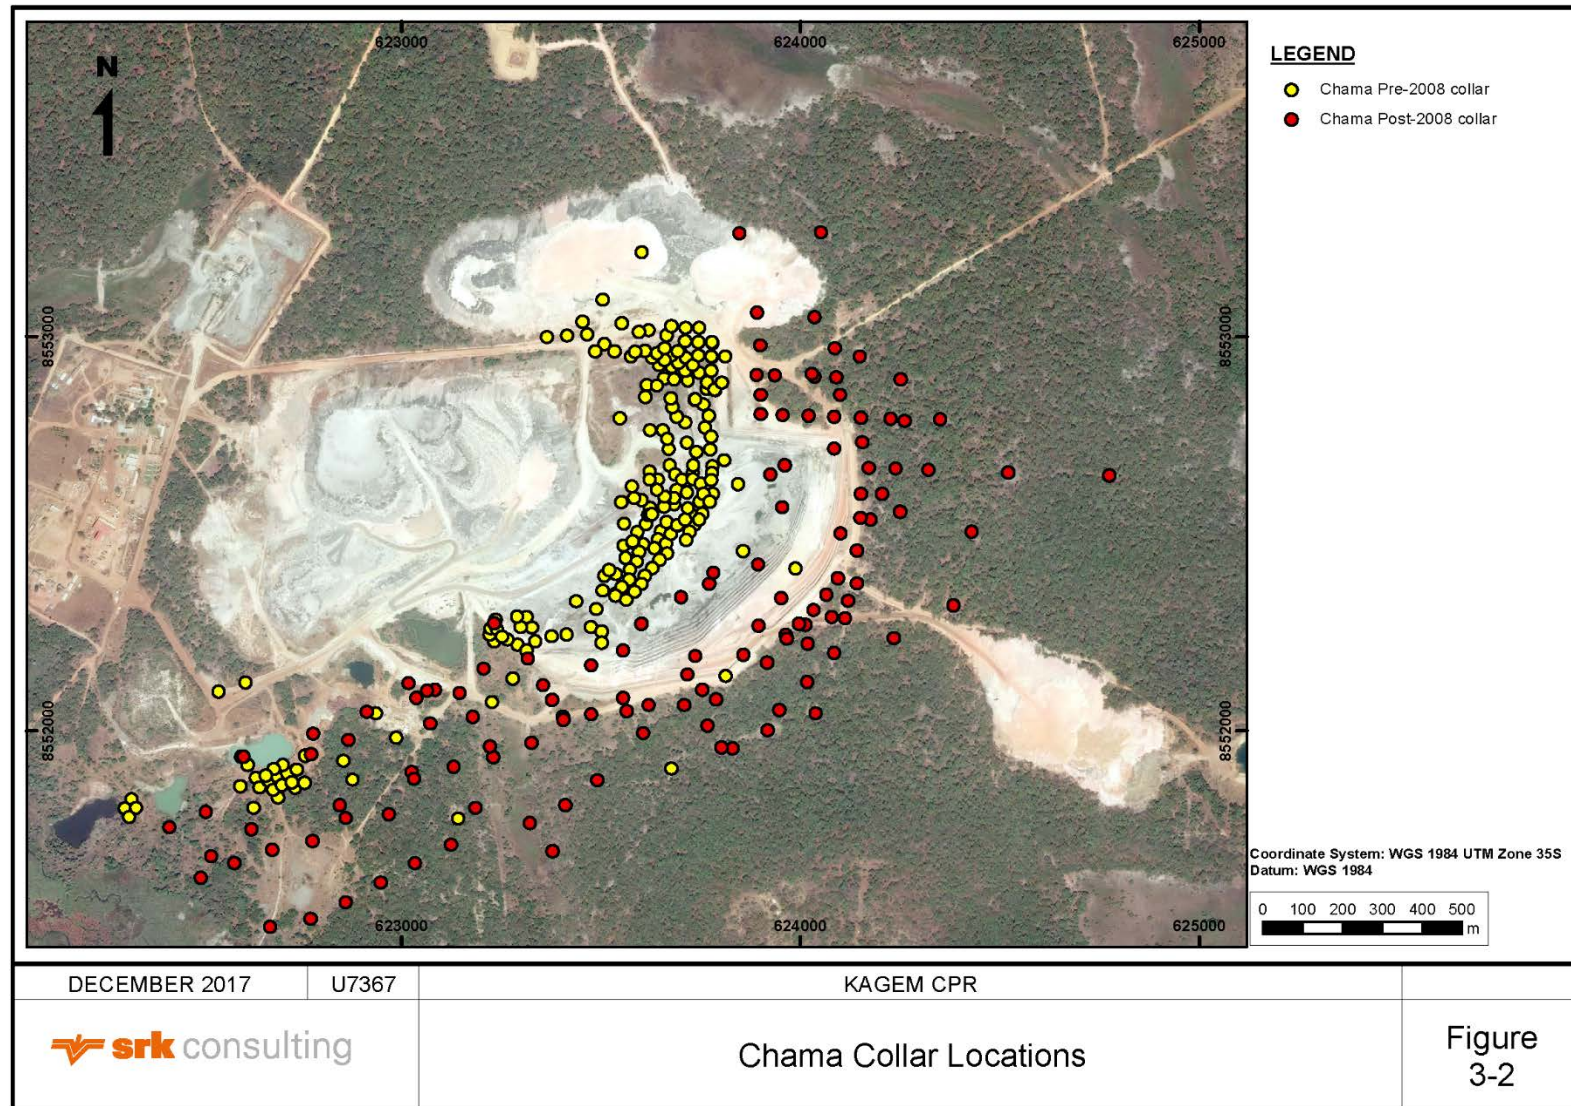 623000
624000
625000
N
8553000
8553000
8552000
8552000
623000
624000
625000
LEGEND
Chama Pre-2008 collar
Chama Post-2008 collar
Coordinate System: WGS 1984 UTM Zone 35S
Datum: WGS 1984
0 100 200 300 400 500
m
DECEMBER 2017
U7367
KAGEM CPR
srk consulting
Chama Collar Locations
Figure
3-2